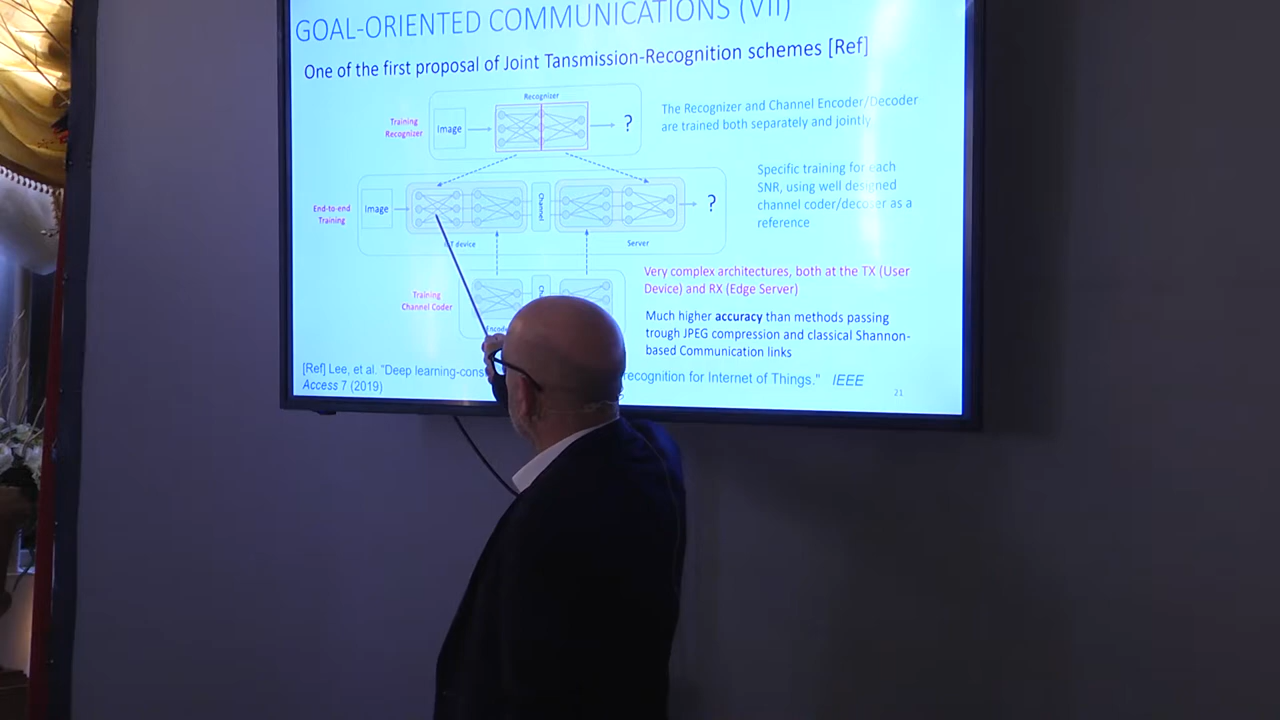 GOAL-ORIENTED COMMUNICATIONS (VII)
One of the first proposal of Joint Tansmission-Recognition schemes [Ref]
Recognizer
Training
Recognizer
Image
?
The Recognizer and Channel Encoder/Decoder
are trained both separately and jointly
End-to-end
Training
Image
Channel
?
device
Server
Specific training for each
SNR, using well designed
channel coder/decoder as a
reference
Training
Channel Coder
Very complex architectures, both at the TX (User
Device) and RX (Edge Server)
Much higher accuracy than methods passing
trough JPEG compression and classical Shannon-
based Communication links
[Ref] Lee, et al. "Deep learning-cons recognition for Internet of Things." IEEE
Access 7 (2019)
21